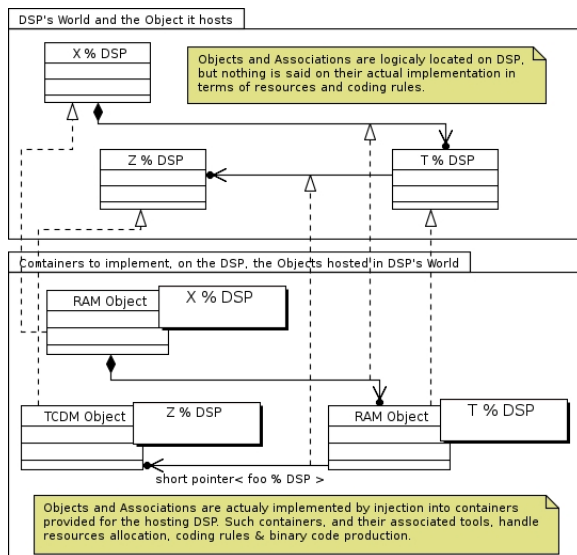 DSP's World and the Object it hosts
X % DSP
Objects and Associations are logicaly located on DSP,
but nothing is said on their actual implementation in
terms of resources and coding rules.
Z % DSP
T % DSP
Containers to implement, on the DSP, the Objects hosted in DSP's World
RAM Object
X % DSP
TCDM Object
Z % DSP
RAM Object
T % DSP
short pointer< foo % DSP >
Objects and Associations are actualy implemented by injection into containers
provided for the hosting DSP. Such containers, and their associated tools, handle
resources allocation, coding rules & binary code production.